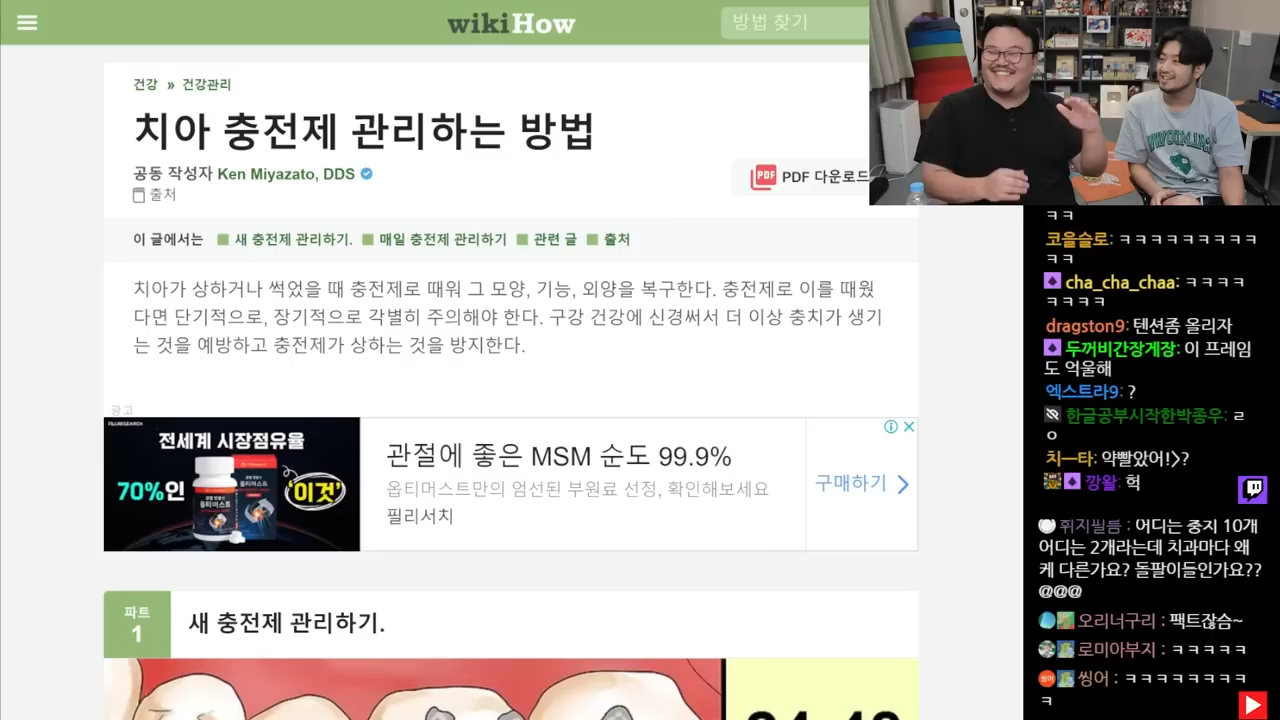 wikiHow
방법 찾기
건강 » 건강관리
치아 충전제 관리하는 방법
공동 작성자 Ken Miyazato, DDS
출처
PDF
PDF 다운로드
이 글에서는 새 충전제 관리하기. 매일 충전제 관리하기 관련 글 출처
치아가 상하거나 썩었을 때 충전제로 때워 그 모양, 기능, 외양을 복구한다. 충전제로 이를 때웠
다면 단기적으로, 장기적으로 각별히 주의해야 한다. 구강 건강에 신경써서 더 이상 충치가 생기
는 것을 예방하고 충전제가 상하는 것을 방지한다.
광고
전세계 시장점유율
70%인
‘이것’
관절에 좋은 MSM 순도 99.9%
옵티머스트만의 엄선된 부원료 선정, 확인해보세요
필리서치
구매하기
파트
1
새 충전제 관리하기.
ㅋㅋ
코을슬로: ㅋㅋㅋㅋㅋㅋㅋㅋㅋ
ㅋㅋ
cha_cha_chaa: ㅋㅋㅋㅋ
ㅋㅋㅋㅋ
dragston9: 텐션좀 올리자
두꺼비간장게장: 이 프레임
도 억울해
엑스트라9: ?
한글공부시작한박종우: ㄹ
ㅇ
치—타: 약빨았어!>?
깡왈: 헉
휘지필름 : 어디는 충치 10개
어디는 2개라는데 치과마다 왜
케 다른가요? 돌팔이들인가요??
@@@
오리너구리 : 팩트잖슴~
로미아부지 : ㅋㅋㅋㅋㅋ
씽어 : ㅋㅋㅋㅋㅋㅋㅋㅋ
ㅋ